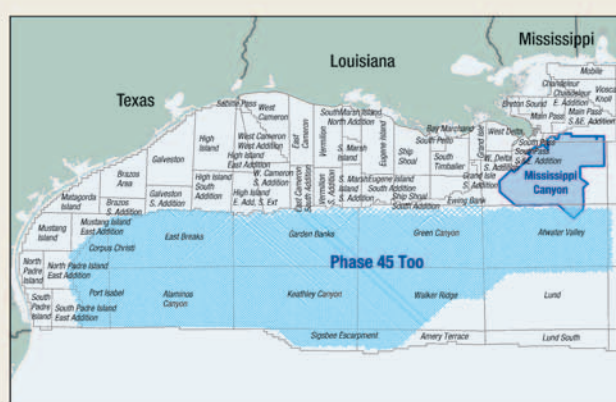 Mississippi
Louisiana
Texas
Mobile
Chandeleur
Chandeleur
E. Addition
Viosca
Knoll
Breton Sound
Main Pass
Main Pass
S.&E. Addition
Sabine Pass
West
Cameron
East
Cameron
Vermilion
South Marsh Island
North Addition
Eugene Island
Ship
Shoal
Bay Marchand
South Pelto
Grand Isle
West Delta
South
Timbalier
South Pass
South Pass
S.&E. Addition
W. Delta
S. Addition
Grand Isle
S. Addition
High
Island
West Cameron
West Addition
High Island
East Addition
W. Cameron
S. Addition
High Island
E. Add., S. Ext
East Cameron
South Addition
Vermilion
S. Addition
S. Marsh
Island
S. Marsh
Island
S. Addition
Eugene Island
South Addition
Ship Shoal
South Addition
Ewing Bank
Mississippi
Canyon
Galveston
Brazos
Area
High Island
South Addition
Galveston
S. Addition
Brazos
S. Addition
Matagorda
Island
Mustang
Island
Mustang Island
East Addition
Corpus Christi
East Breaks
Garden Banks
Green Canyon
Atwater Valley
North
Padre
Island
North Padre Island
East Addition
Phase 45 Too
Port Isabel
Alaminos
Canyon
Keathley Canyon
Walker Ridge
Lund
South
Padre
Island
South Padre Island
East Addition
Sigsbee Escarpment
Amery Terrace
Lund South